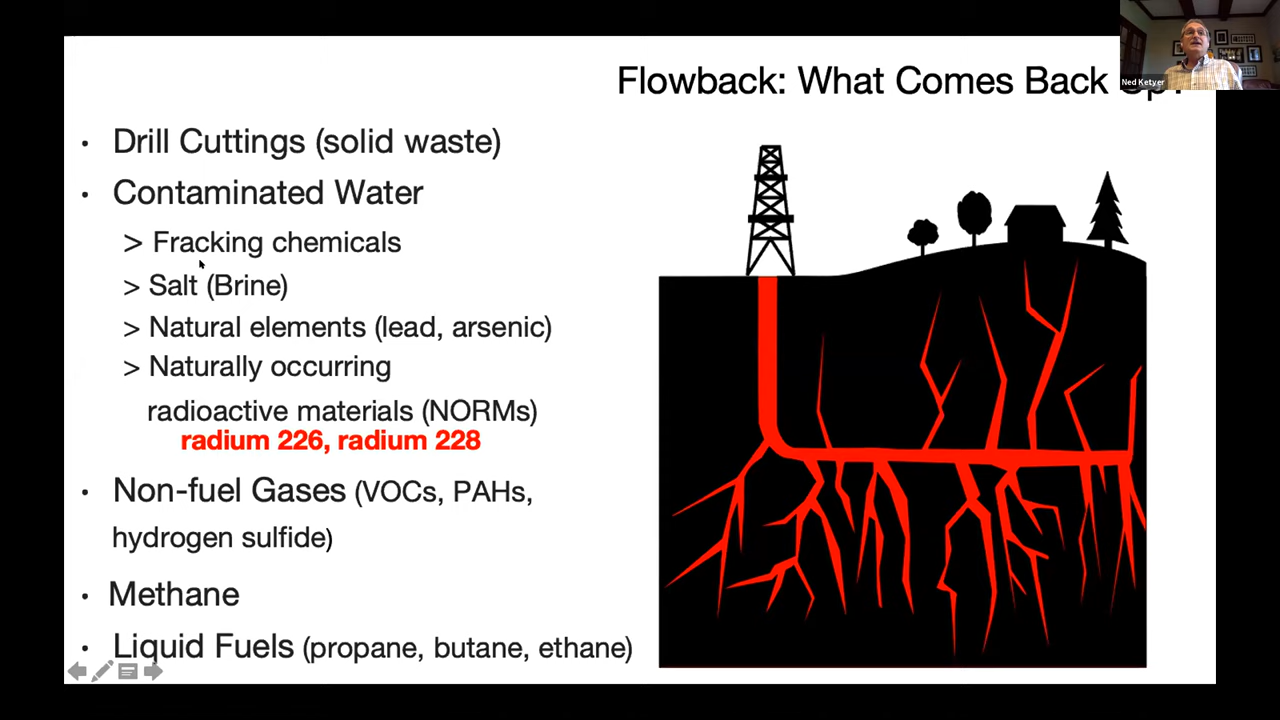 Flowback: What Comes Back Up?
Ned Ketyer
• Drill Cuttings (solid waste)
• Contaminated Water
> Fracking chemicals
> Salt (Brine)
> Natural elements (lead, arsenic)
> Naturally occurring
radioactive materials (NORMs)
radium 226, radium 228
• Non-fuel Gases (VOCs, PAHs,
hydrogen sulfide)
• Methane
• Liquid Fuels (propane, butane, ethane)